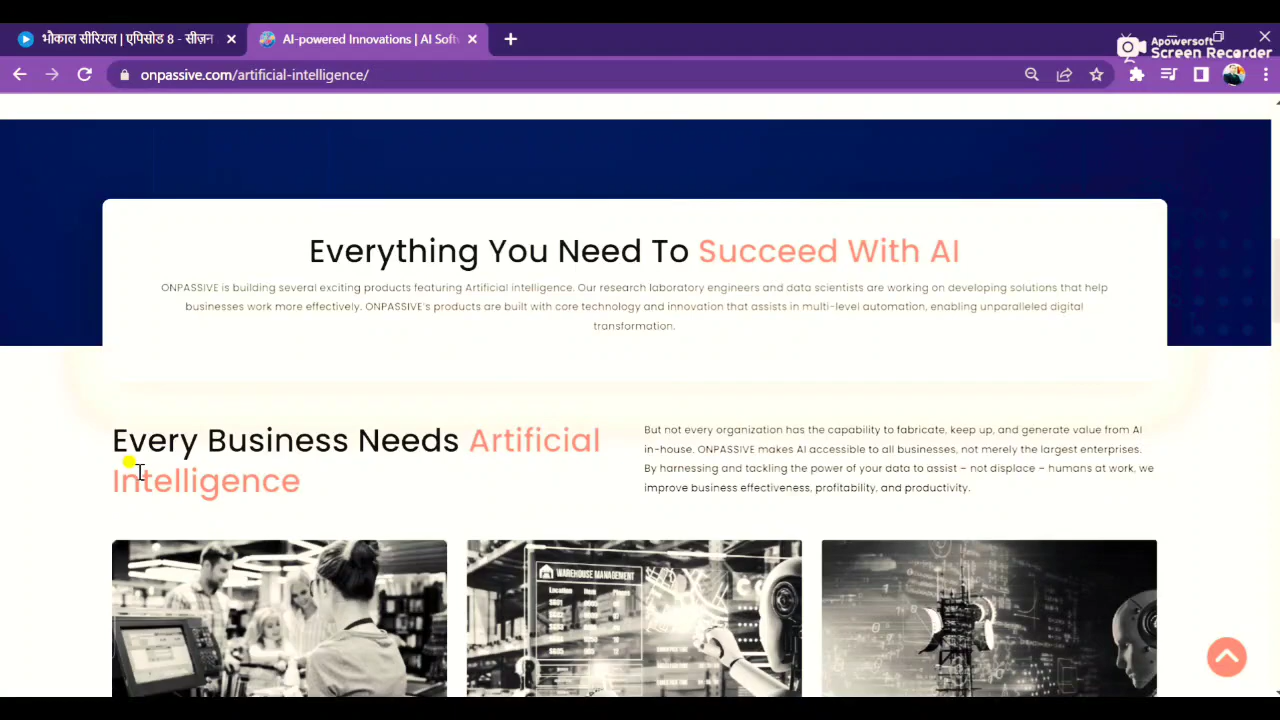 भौकाल सीरियल | एपिसोड 8 - सीज़न
AI-powered Innovations | AI Soft
Apowersoft
Screen Recorder
onpassive.com/artificial-intelligence/
Everything You Need To Succeed With AI
ONPASSIVE is building several exciting products featuring Artificial intelligence. Our research laboratory engineers and data scientists are working on developing solutions that help
businesses work more effectively. ONPASSIVE's products are built with core technology and innovation that assists in multi-level automation, enabling unparalleled digital
transformation.
Every Business Needs Artificial
Intelligence
But not every organization has the capability to fabricate, keep up, and generate value from AI
in-house. ONPASSIVE makes AI accessible to all businesses, not merely the largest enterprises.
By harnessing and tackling the power of your data to assist – not displace – humans at work, we
improve business effectiveness, profitability, and productivity.
WAREHOUSE MANAGEMENT
Location Item